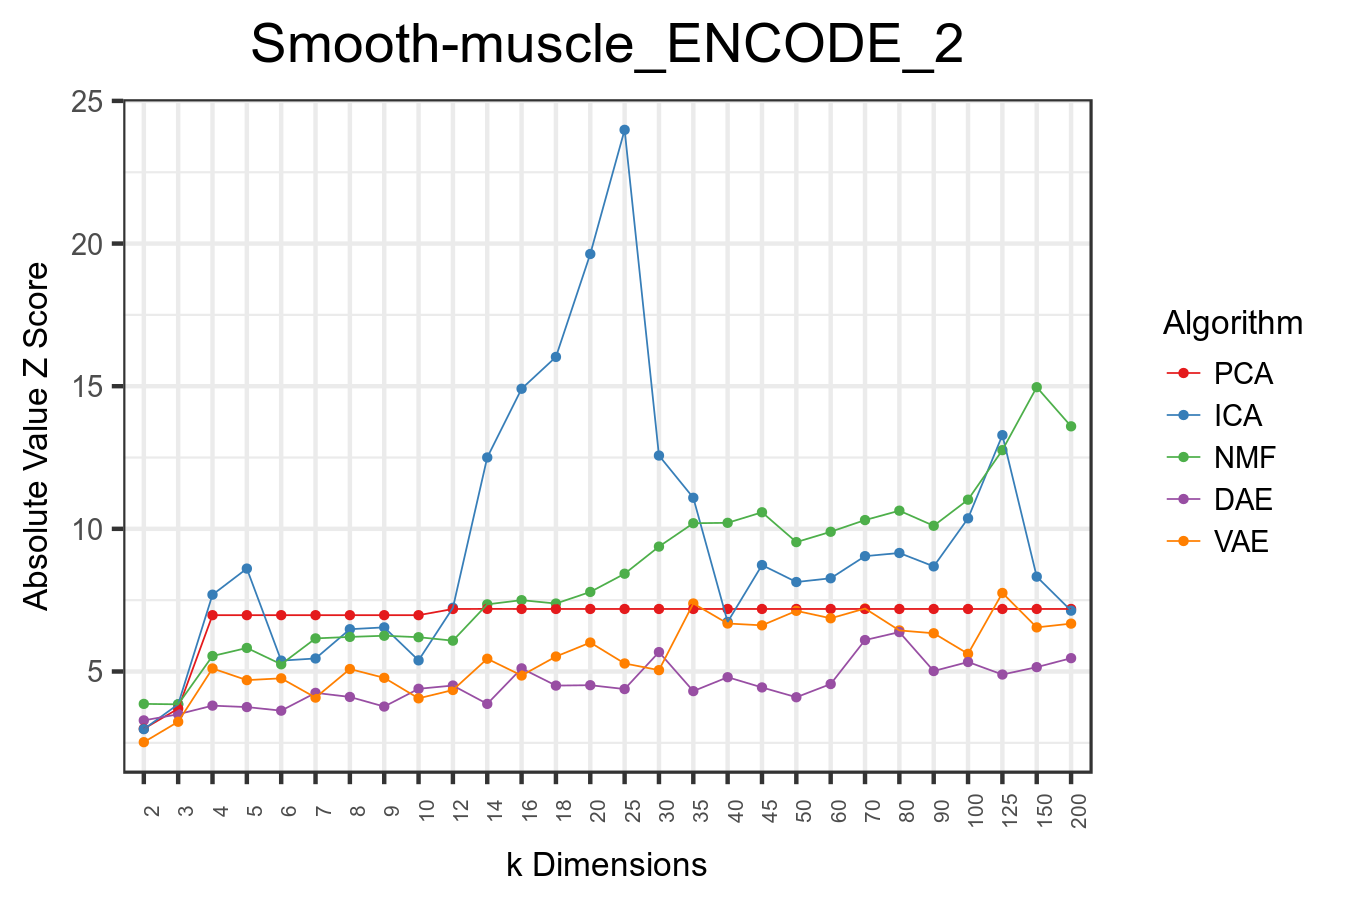 Smooth-muscle_ENCODE_2
25
20
15
10
5
Absolute Value Z Score
2 3 4 5 6 7 8 9 10 12 14 16 18 20 25 30 35 40 45 50 60 70 80 90 100 125 150 200
k Dimensions
Algorithm
PCA
ICA
NMF
DAE
VAE